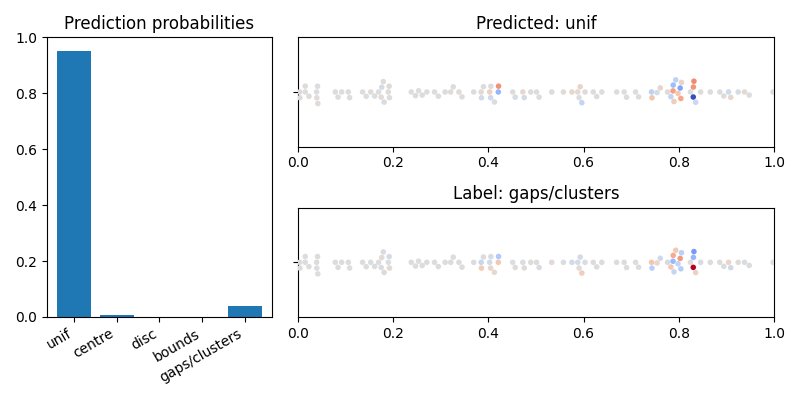 Prediction probabilities
1.0
0.8
0.6
0.4
0.2
0.0
unif
centre
disc
bounds
gaps/clusters
Predicted: unif
0.0 0.2 0.4 0.6 0.8 1.0
Label: gaps/clusters
0.0 0.2 0.4 0.6 0.8 1.0